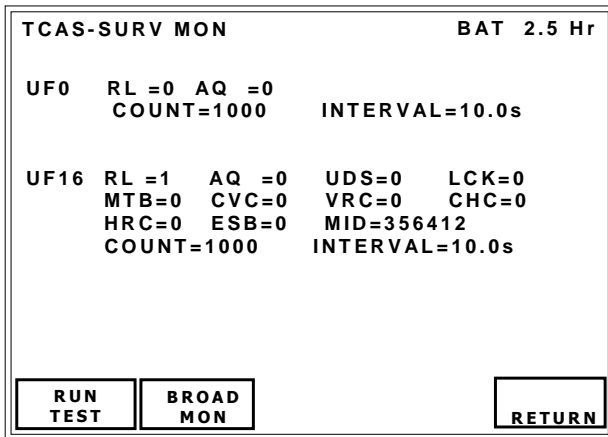 TCAS-SURV MON BAT 2.5 Hr
UF0 RL =0 AQ =0
COUNT=1000 INTERVAL=10.0s
UF16 RL =1 AQ =0 UDS=0 LCK=0
MTB=0 CVC=0 VRC=0 CHC=0
HRC=0 ESB=0 MID=356412
COUNT=1000 INTERVAL=10.0s
RUN
TEST
BROAD
MON
RETURN